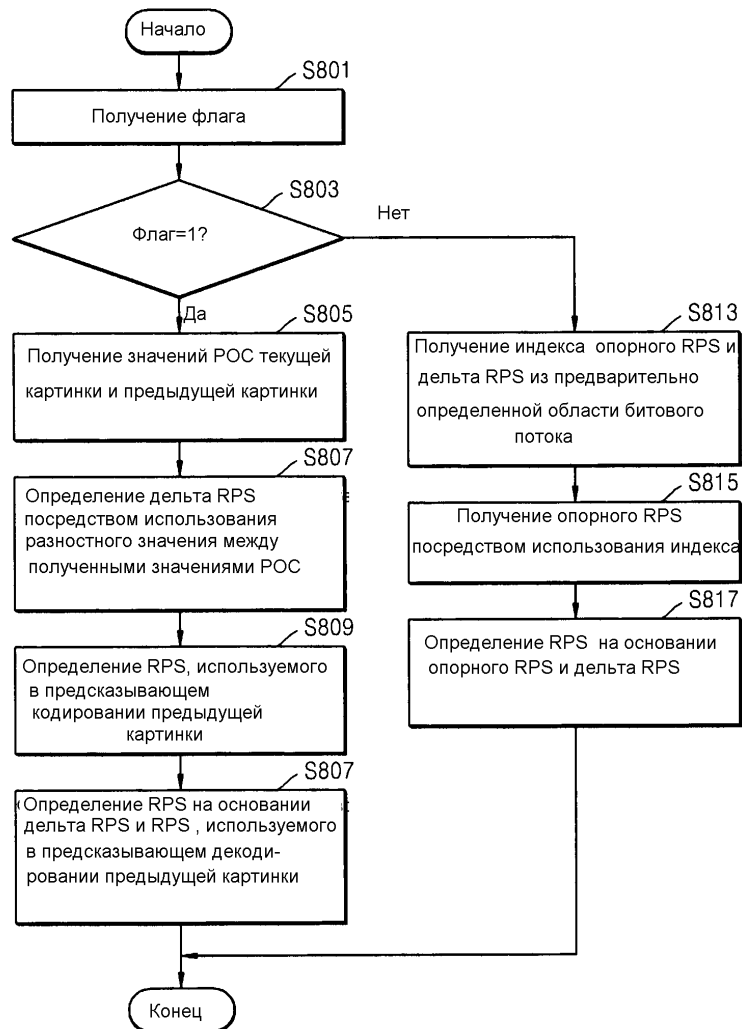 Начало
S801
Получение флага
S803
Флаг=1?
Нет
Да
S805
Получение значений POC текущей
картинки и предыдущей картинки
S807
Определение дельта RPS
посредством использования
разностного значения между
полученными значениями POC
S809
Определение RPS, используемого
в предсказывающем
кодировании предыдущей
картинки
S807
Определение RPS на основании
дельта RPS и RPS , используемого
в предсказывающем декоди-
ровании предыдущей картинки
S813
Получение индекса опорного RPS и
дельта RPS из предварительно
определенной области битового
потока
S815
Получение опорного RPS
посредством использования индекса
S817
Определение RPS на основании
опорного RPS и дельта RPS
Конец